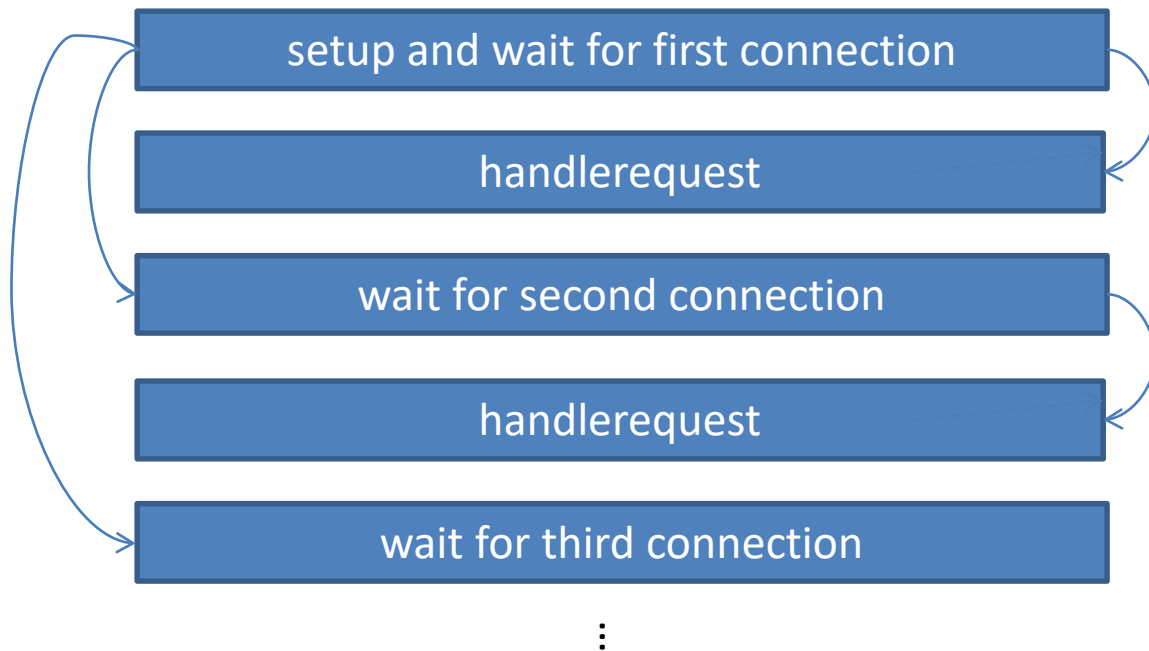 setup and wait for first connection
handlerequest
wait for second connection
handlerequest
wait for third connection
⋮